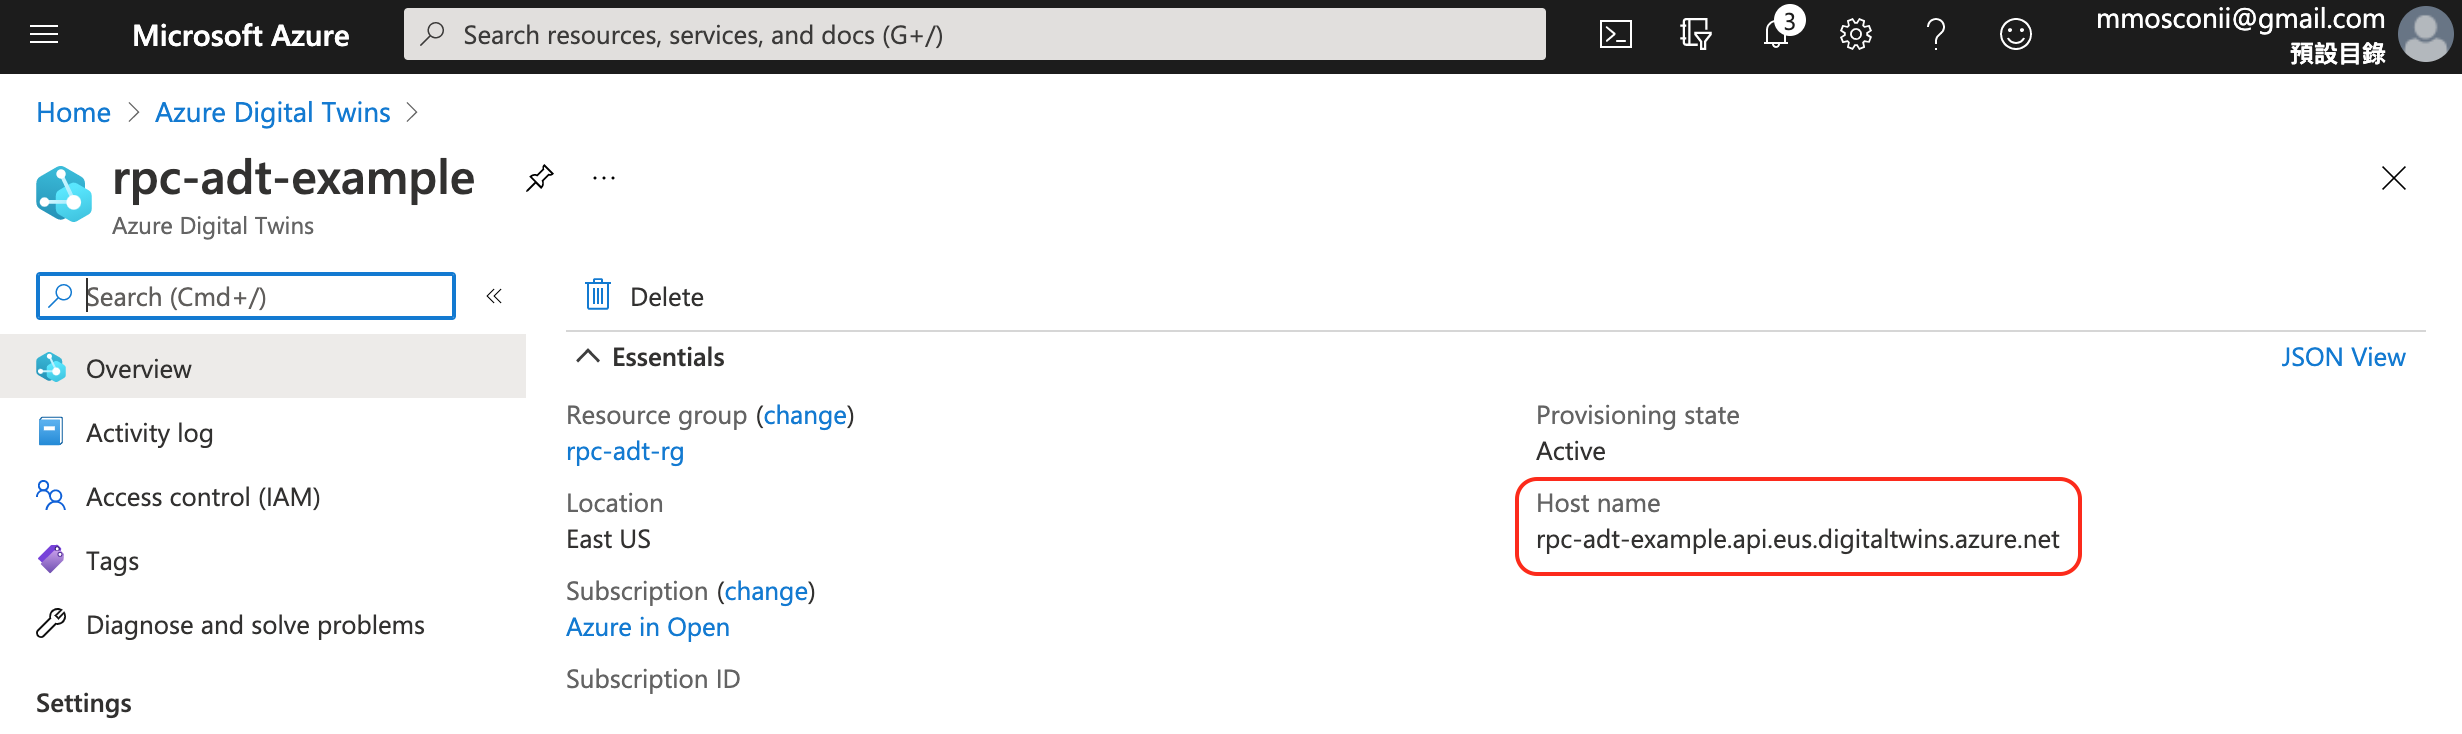 Microsoft Azure
Search resources, services, and docs (G+/)
3
mmosconii@gmail.com
預設目錄
Home > Azure Digital Twins >
rpc-adt-example
...
Azure Digital Twins
Search (Cmd+/)
«
Delete
Overview
Activity log
Access control (IAM)
Tags
Diagnose and solve problems
Settings
Essentials
JSON View
Resource group (change)
rpc-adt-rg
Location
East US
Subscription (change)
Azure in Open
Subscription ID
Provisioning state
Active
Host name
rpc-adt-example.api.eus.digitaltwins.azure.net